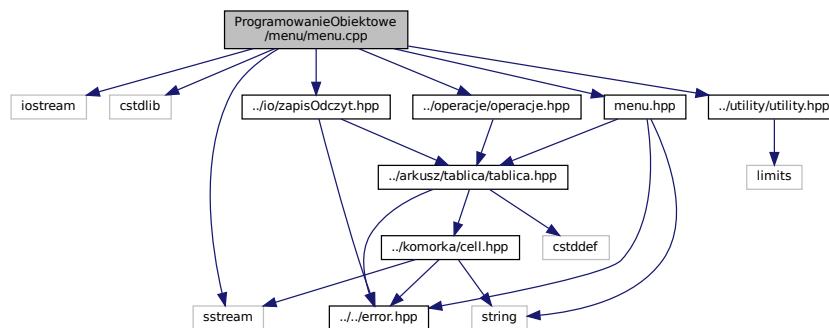 ProgramowanieObiektowe
/menu/menu.cpp
iostream
cstdlib
../io/zapisOdczyt.hpp
../operacje/operacje.hpp
menu.hpp
../utility/utility.hpp
../arkusz/tablica/tablica.hpp
limits
../komorka/cell.hpp
cstddef
sstream
../../error.hpp
string